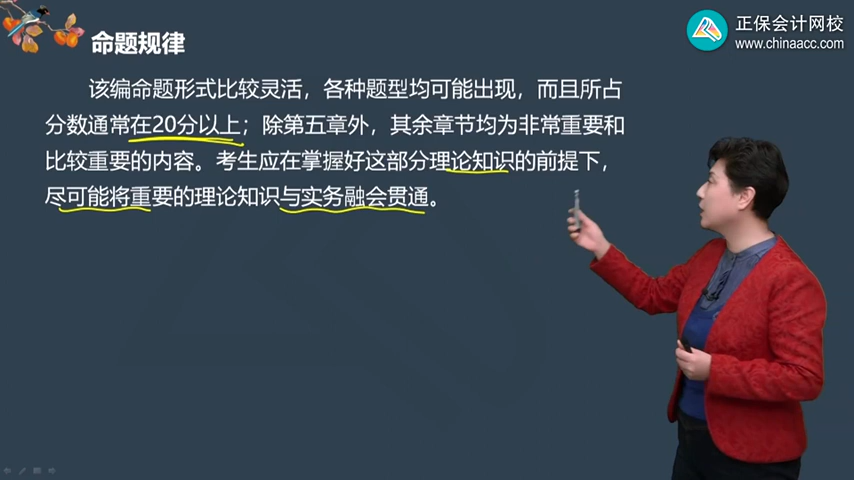 正保会计网校
www.chinaacc.com
命题规律
该编命题形式比较灵活，各种题型均可能出现，而且所占
分数通常在20分以上；除第五章外，其余章节均为非常重要和
比较重要的内容。考生应在掌握好这部分理论知识的前提下，
尽可能将重要的理论知识与实务融会贯通。